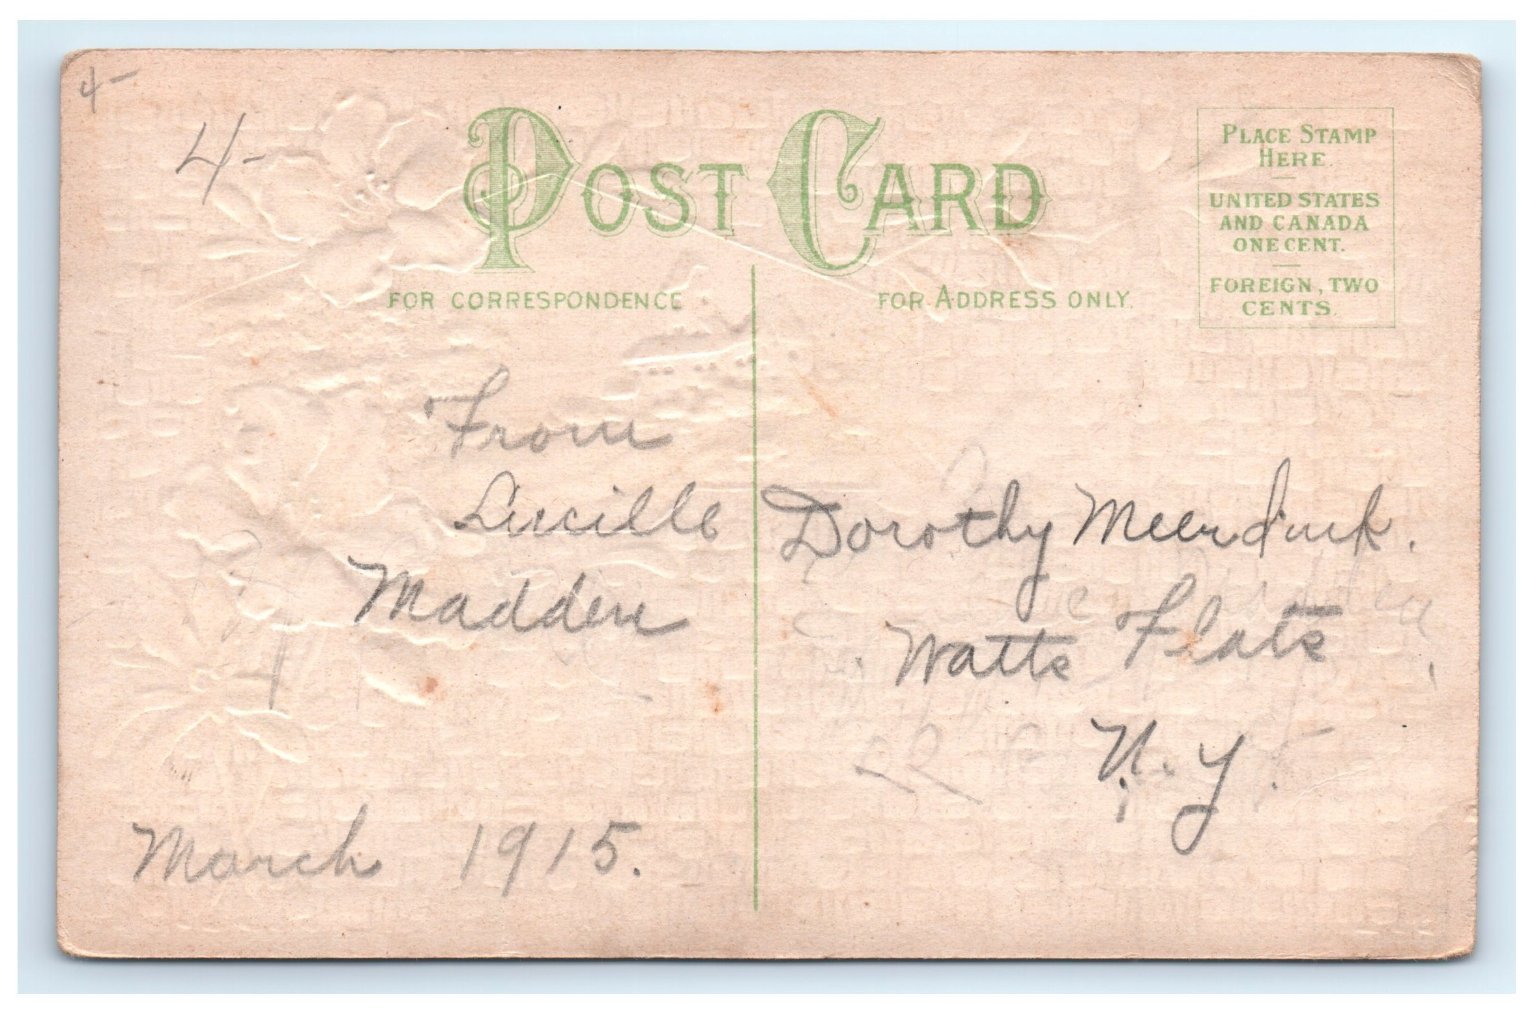 4-
4-
POST CARD
FOR CORRESPONDENCE
FOR ADDRESS ONLY.
PLACE STAMP
HERE.
UNITED STATES
AND CANADA
ONE CENT.
FOREIGN, TWO
CENTS.
From
Lucille
Madden
March 1915.
Dorothy
Watts Flats
N.Y.